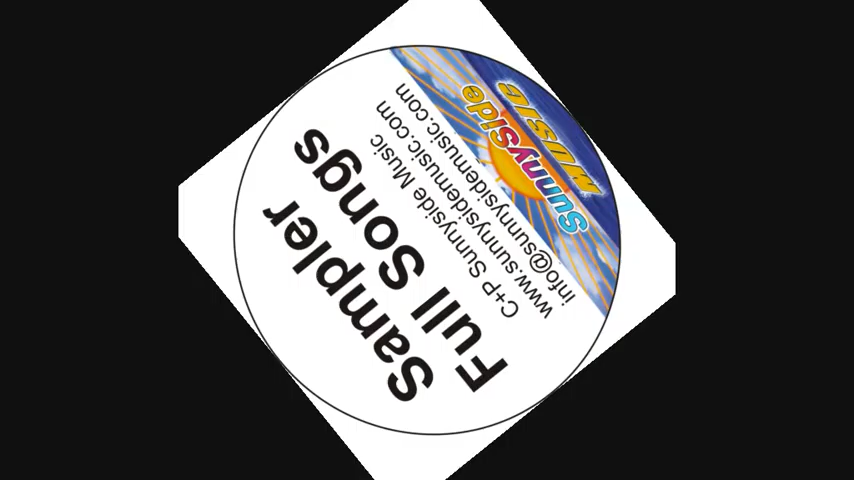 Sampler
Full Songs
C+P Sunnyside Music
www.sunnysidemusic.com
info@sunnysidemusic.com
SunnySide
MUSIC